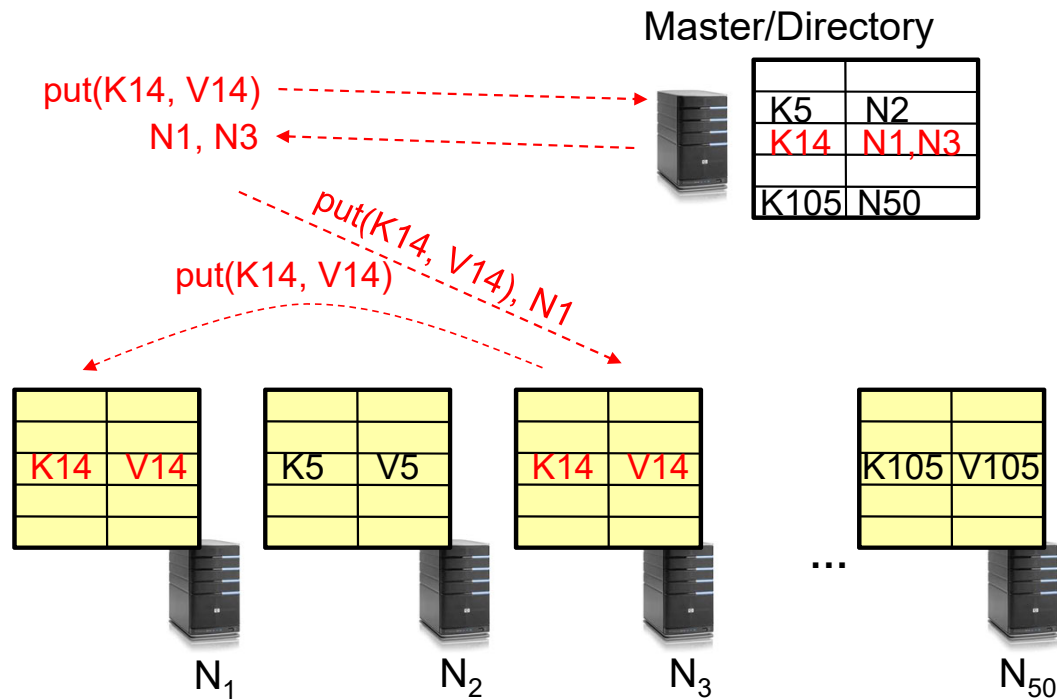 Master/Directory
put(K14, V14)
N1, N3
K5 N2
K14 N1,N3
K105 N50
put(K14, V14), N1
put(K14, V14)
K14 V14
K5 V5
K14 V14
K105 V105
...
N1
N2
N3
N50